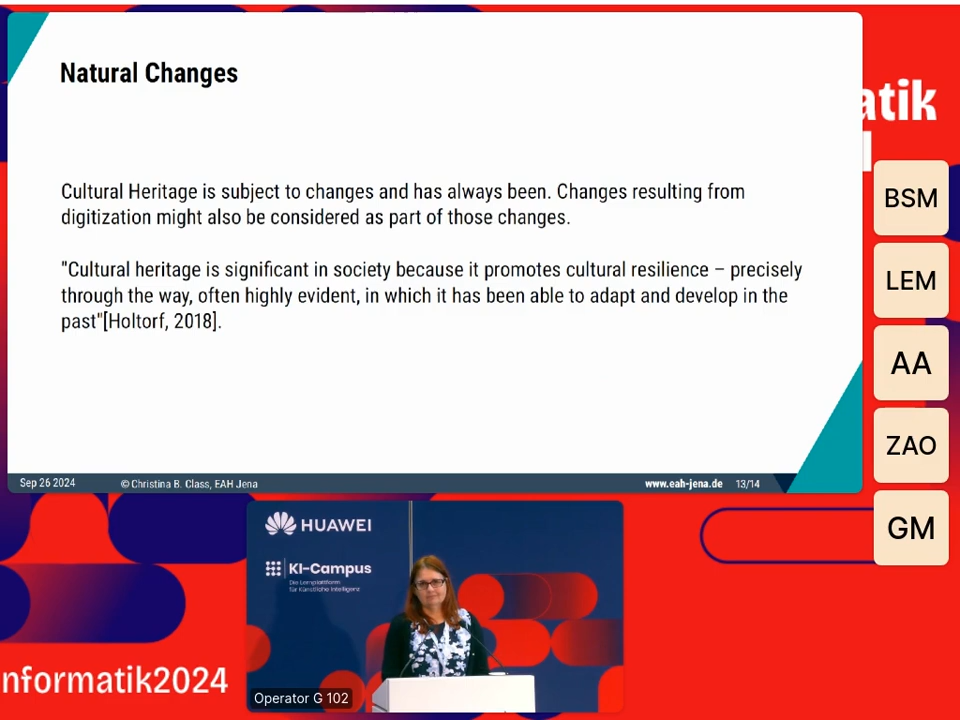 Natural Changes
Cultural Heritage is subject to changes and has always been. Changes resulting from
digitization might also be considered as part of those changes.
"Cultural heritage is significant in society because it promotes cultural resilience – precisely
through the way, often highly evident, in which it has been able to adapt and develop in the
past"[Holtorf, 2018].
Sep 26 2024
© Christina B. Class, EAH Jena
www.eah-jena.de
13/14
atik
BSM
LEM
AA
ZAO
GM
HUAWEI
KI-Campus
Die Lernplattform
für Künstliche Intelligenz
Operator G 102
nformatik2024